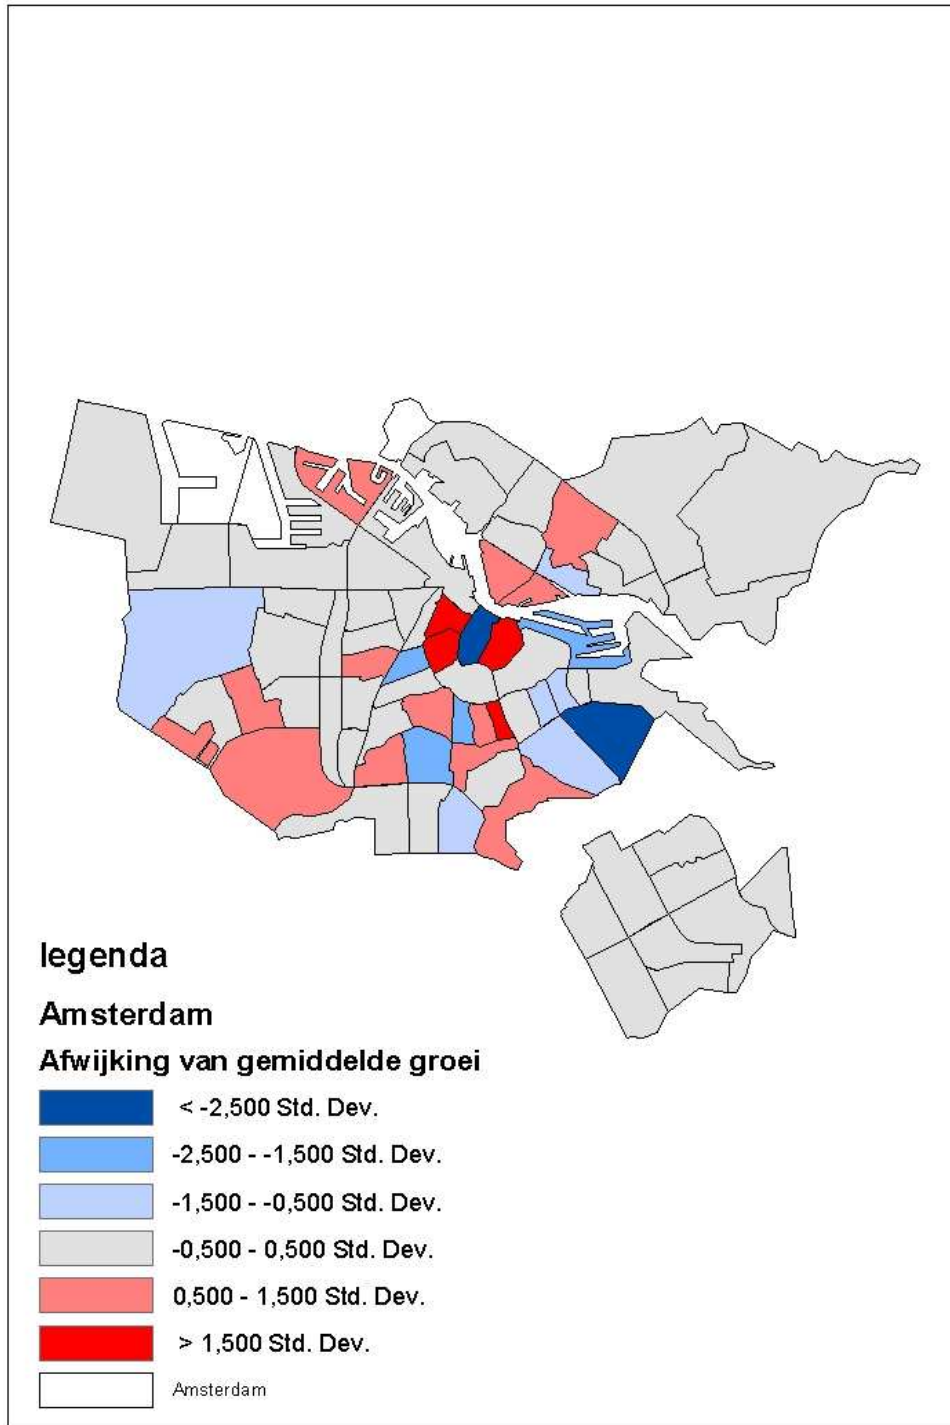 legenda
Amsterdam
Afwijking van gemiddelde groei
< -2,500 Std. Dev.
-2,500 - -1,500 Std. Dev.
-1,500 - -0,500 Std. Dev.
-0,500 - 0,500 Std. Dev.
0,500 - 1,500 Std. Dev.
> 1,500 Std. Dev.
Amsterdam